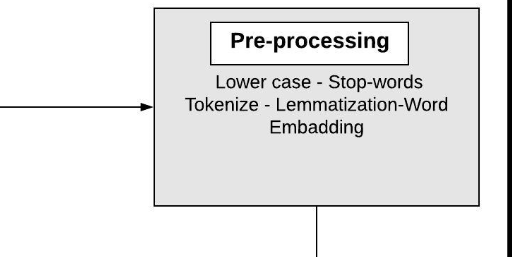 Pre-processing
Lower case - Stop-words
Tokenize - Lemmatization-Word
Embadding